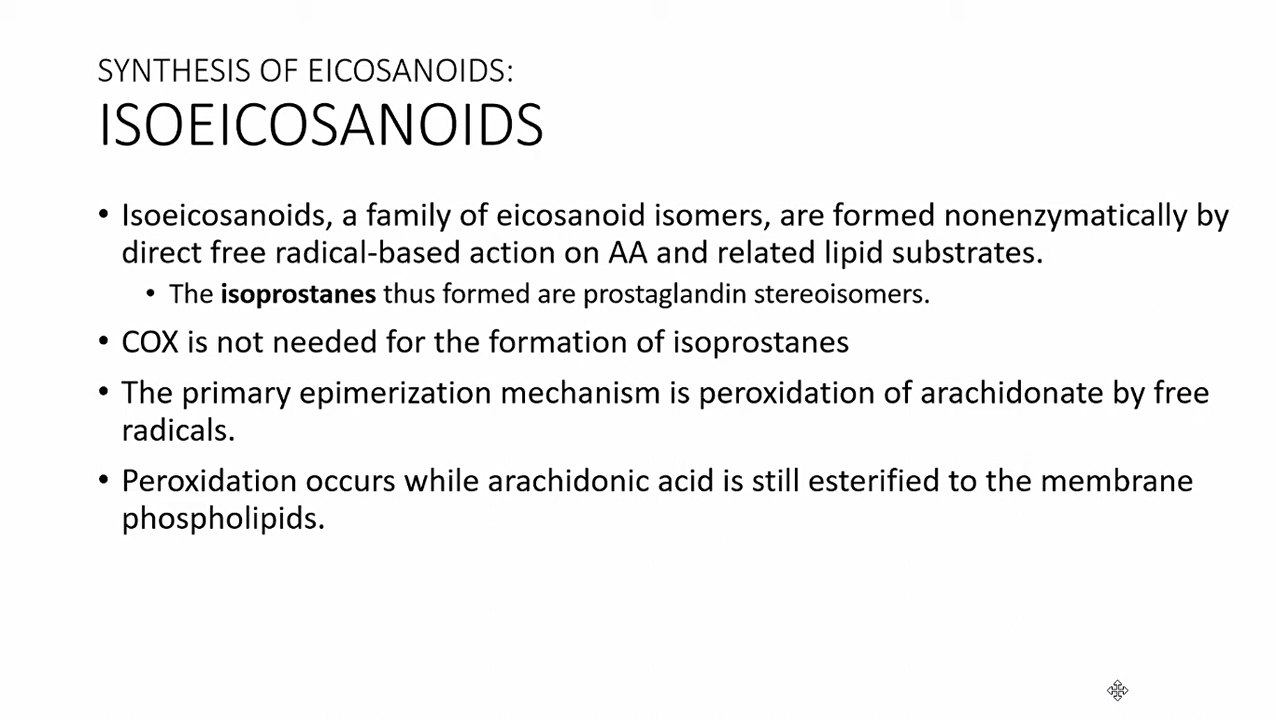 SYNTHESIS OF EICOSANOIDS:
ISOEICOSANOIDS
• Isoeicosanoids, a family of eicosanoid isomers, are formed nonenzymatically by
direct free radical-based action on AA and related lipid substrates.
• The isoprostanes thus formed are prostaglandin stereoisomers.
• COX is not needed for the formation of isoprostanes
• The primary epimerization mechanism is peroxidation of arachidonate by free
radicals.
• Peroxidation occurs while arachidonic acid is still esterified to the membrane
phospholipids.